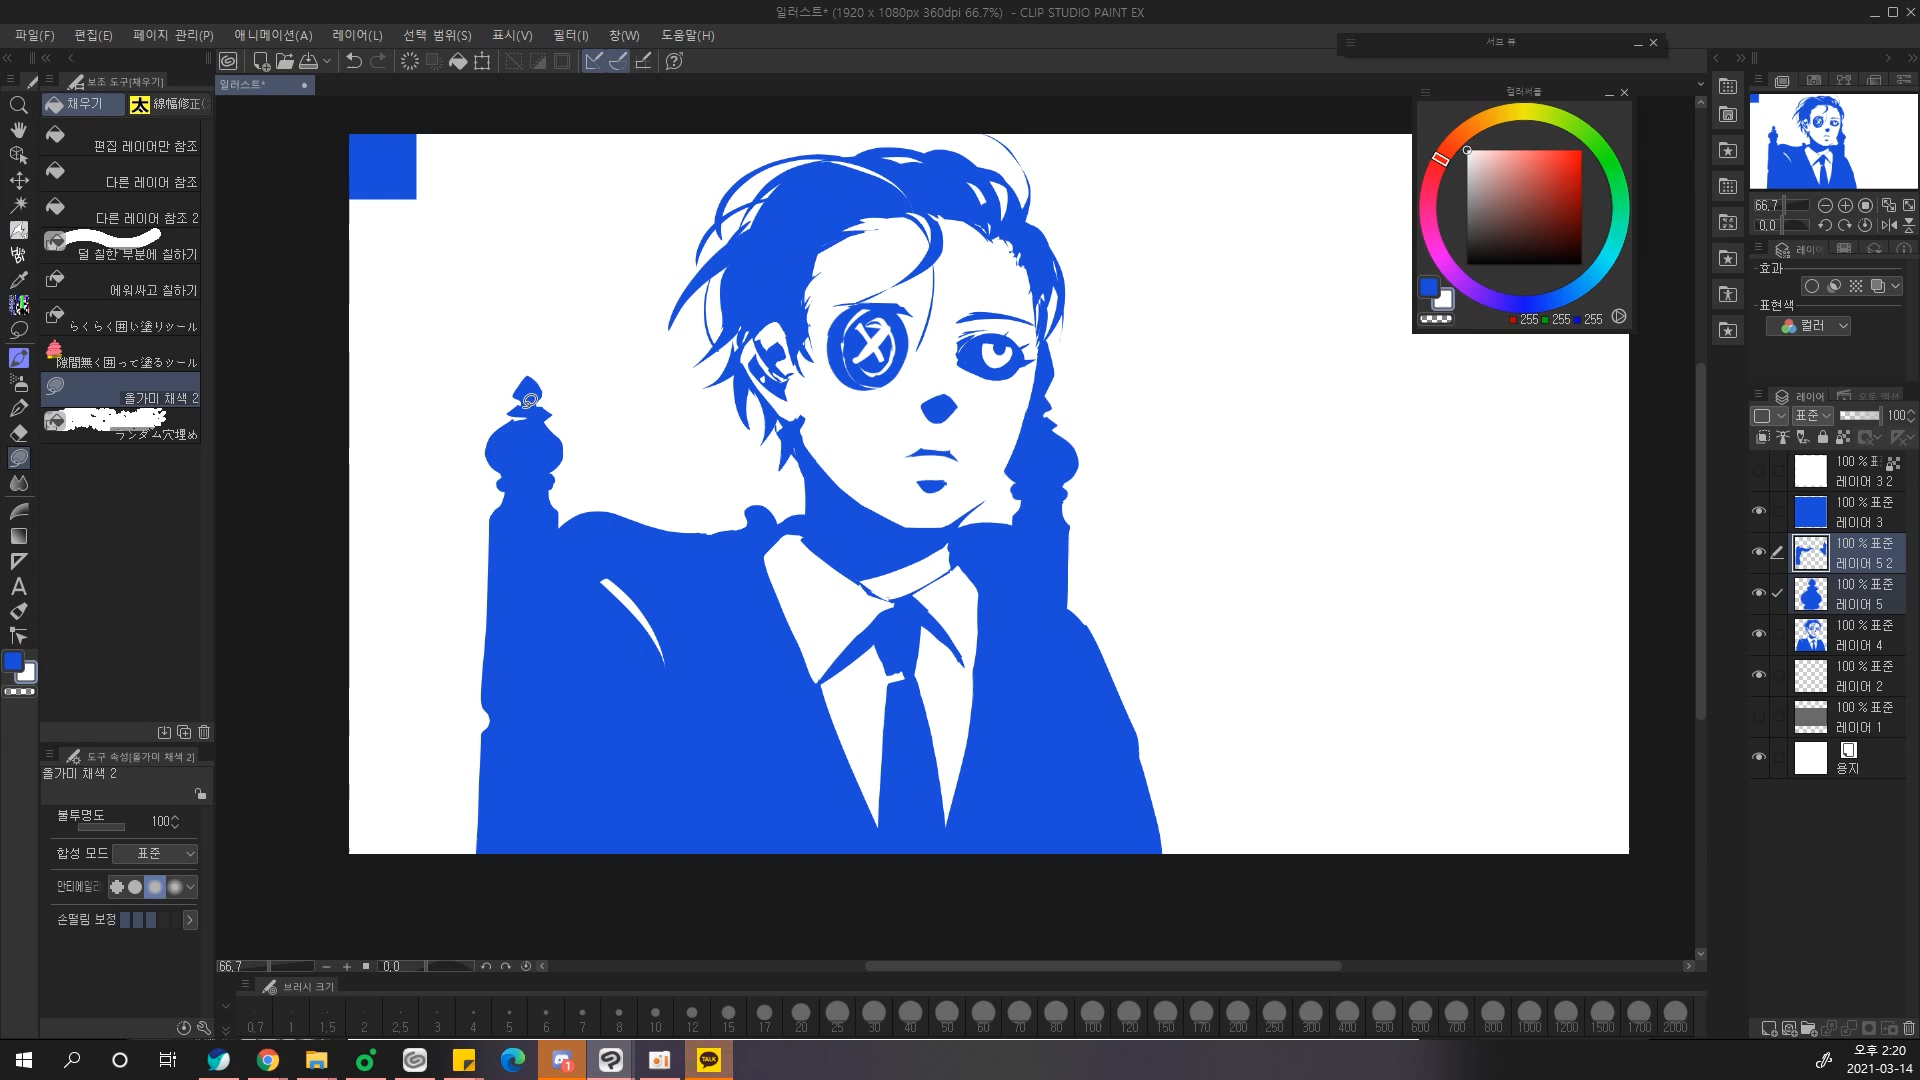 일러스트* (1920 x 1080px 360dpi 66.7%) - CLIP STUDIO PAINT EX
파일(F) 편집(E) 페이지 관리(P) 애니메이션(A) 레이어(L) 선택 범위(S) 표시(V) 필터(I) 창(W) 도움말(H)
서브 뷰
보조 도구[채우기]
일러스트*
채우기 線幅修正(
편집 레이어만 참조
다른 레이어 참조
다른 레이어 참조 2
덜 칠한 부분에 칠하기
에워싸고 칠하기
らくらく囲い塗りツール
隙間無く囲って塗るツール
올가미 채색 2
ランダム穴埋め
도구 속성[올가미 채색 2]
올가미 채색 2
불투명도 100
합성 모드 표준
안티에일리
손떨림 보정
컬러써클
255 255 255
66.7
0.0
레이어
효과
표현색
컬러
레이어 오토 액션
표준 100
100 % 표
레이어 3 2
100 % 표준
레이어 3
100 % 표준
레이어 5 2
100 % 표준
레이어 5
100 % 표준
레이어 4
100 % 표준
레이어 2
100 % 표준
레이어 1
용지
66.7 0.0
브러시 크기
0.7 1 1.5 2 2.5 3 4 5 6 7 8 10 12 15 17 20 25 30 40 50 60 70 80 100 120 150 170 200 250 300 400 500 600 700 800 1000 1200 1500 1700 2000
TALK
1
오후 2:20
2021-03-14